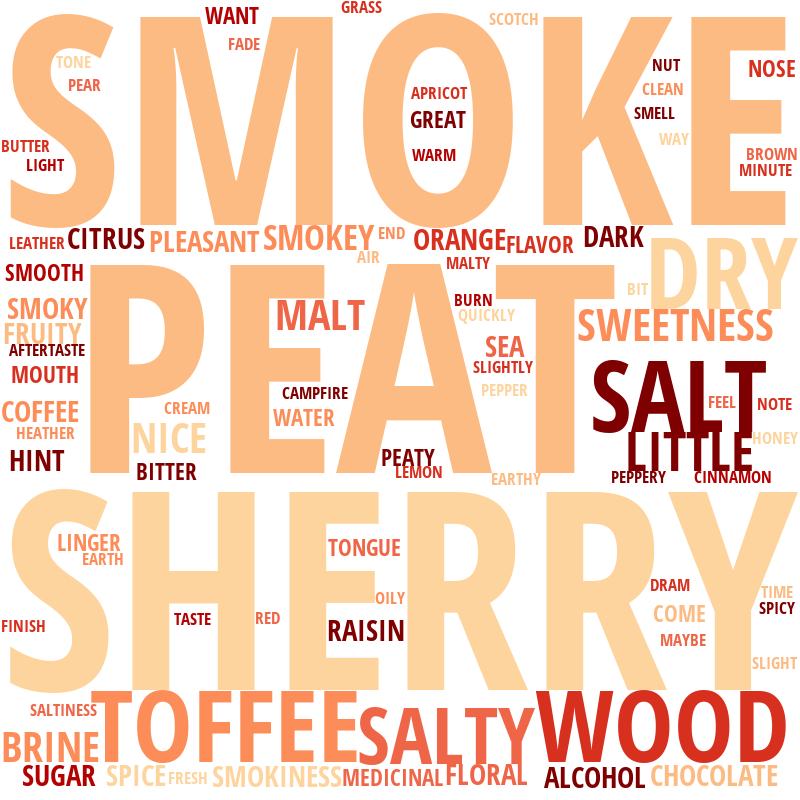 SMOKE
WANT
GRASS
SCOTCH
FADE
TONE
PEAR
NUT
NOSE
APRICOT
CLEAN
GREAT
SMELL
WAY
BUTTER
LIGHT
WARM
BROWN
MINUTE
LEATHER
CITRUS
PLEASANT
SMOKEY
END
ORANGE
FLAVOR
DARK
AIR
MALTY
PEAT
DRY
SMOOTH
BIT
BURN
SMOKY
MALT
QUICKLY
SWEETNESS
FRUITY
AFTERTASTE
SEA
SLIGHTLY
MOUTH
SALT
CAMPFIRE
PEPPER
COFFEE
CREAM
WATER
FEEL
NOTE
HEATHER
NICE
LITTLE
HONEY
HINT
BITTER
PEATY
LEMON
EARTHY
PEPPERY
CINNAMON
SHERRY
LINGER
EARTH
TONGUE
DRAM
TIME
OILY
SPICY
FINISH
TASTE
RED
RAISIN
COME
MAYBE
SLIGHT
SALTINESS
TOFFEE
SALTY
WOOD
BRINE
SUGAR
SPICE
FRESH
SMOKINESS
MEDICINAL
FLORAL
ALCOHOL
CHOCOLATE